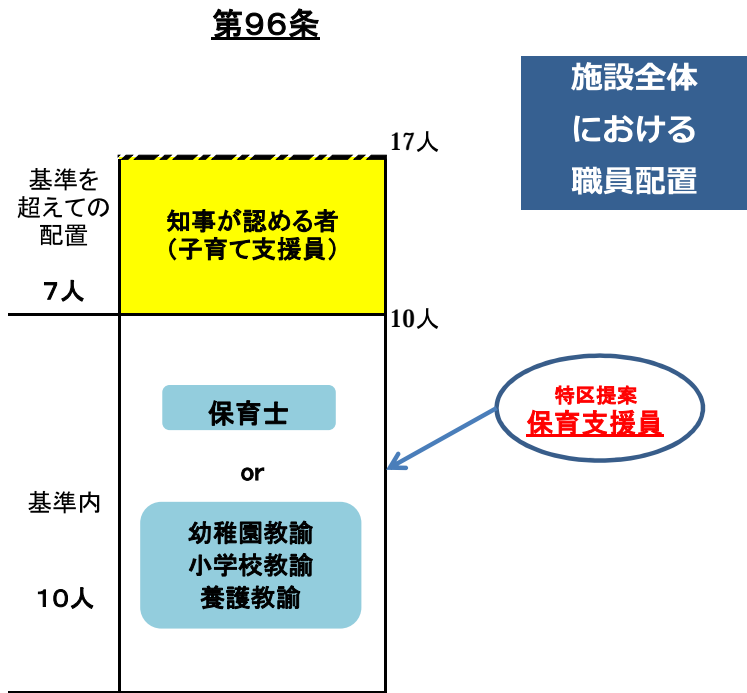 第９６条
施設全体
における
職員配置
17人
基準を
超えての
配置
７人
知事が認める者
（子育て支援員）
10人
特区提案
保育支援員
保育士
or
基準内
１０人
幼稚園教諭
小学校教諭
養護教諭